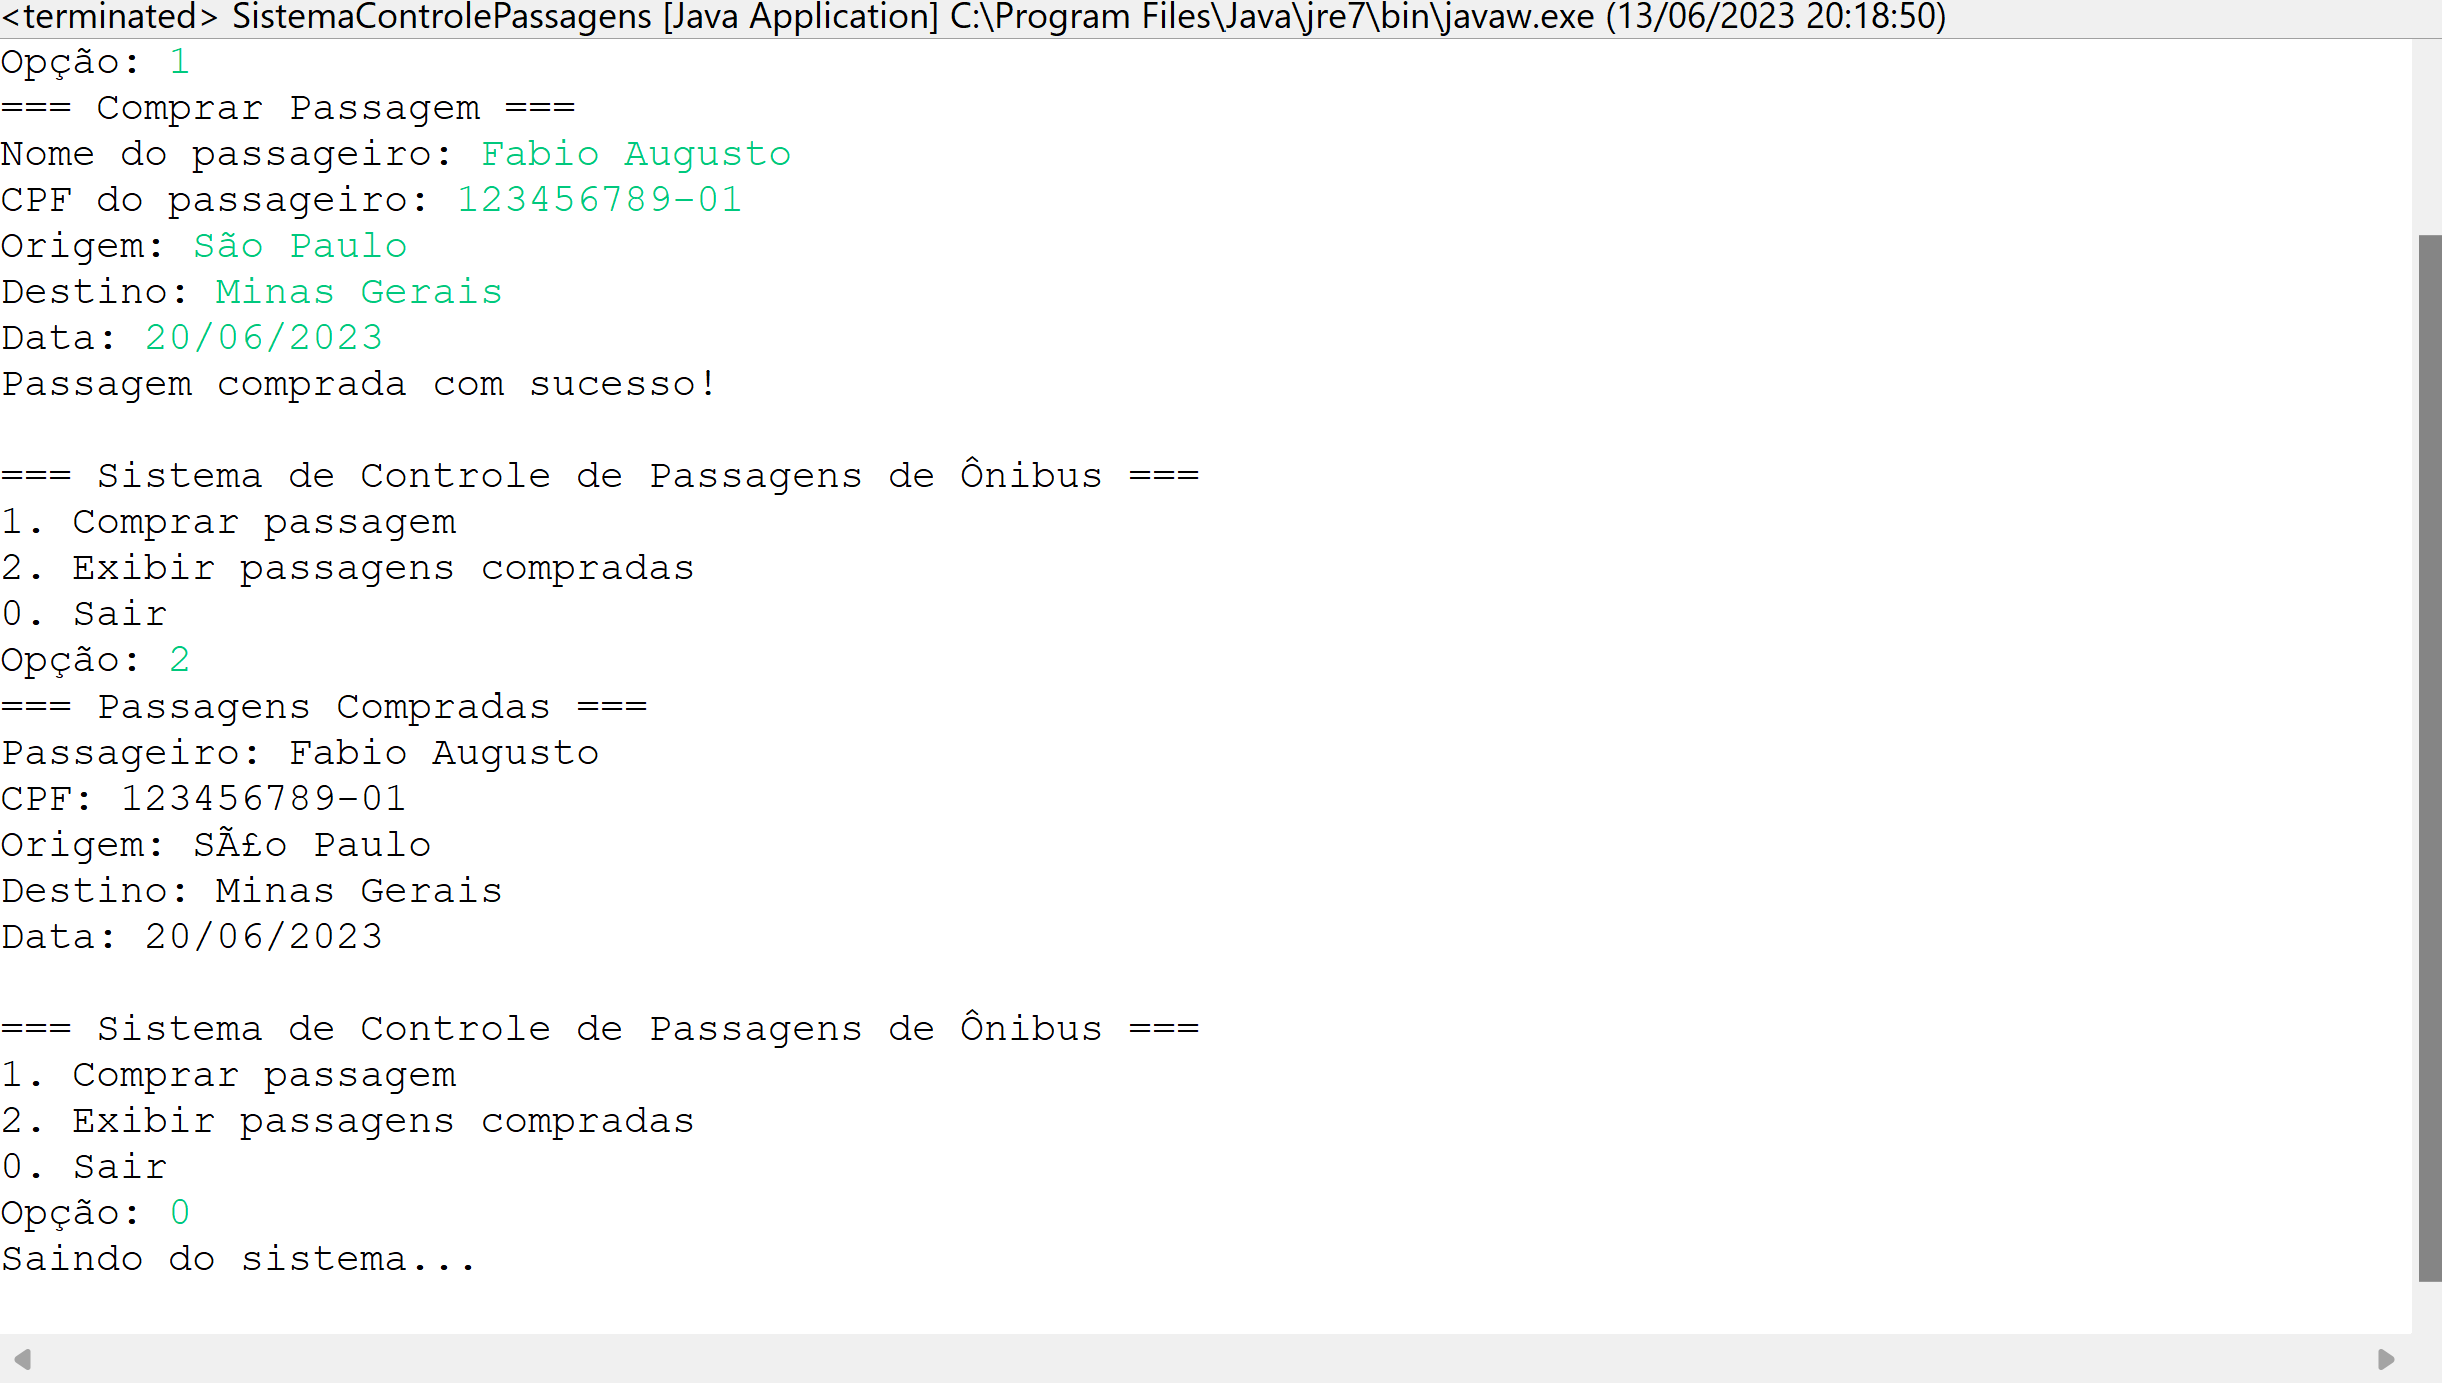 <terminated> SistemaControlePassagens [Java Application] C:\Program Files\Java\jre7\bin\javaw.exe (13/06/2023 20:18:50)
Opção: 1
=== Comprar Passagem ===
Nome do passageiro: Fabio Augusto
CPF do passageiro: 123456789-01
Origem: São Paulo
Destino: Minas Gerais
Data: 20/06/2023
Passagem comprada com sucesso!
=== Sistema de Controle de Passagens de Ônibus ===
1. Comprar passagem
2. Exibir passagens compradas
0. Sair
Opção: 2
=== Passagens Compradas ===
Passageiro: Fabio Augusto
CPF: 123456789-01
Origem: SÃ£o Paulo
Destino: Minas Gerais
Data: 20/06/2023
=== Sistema de Controle de Passagens de Ônibus ===
1. Comprar passagem
2. Exibir passagens compradas
0. Sair
Opção: 0
Saindo do sistema...